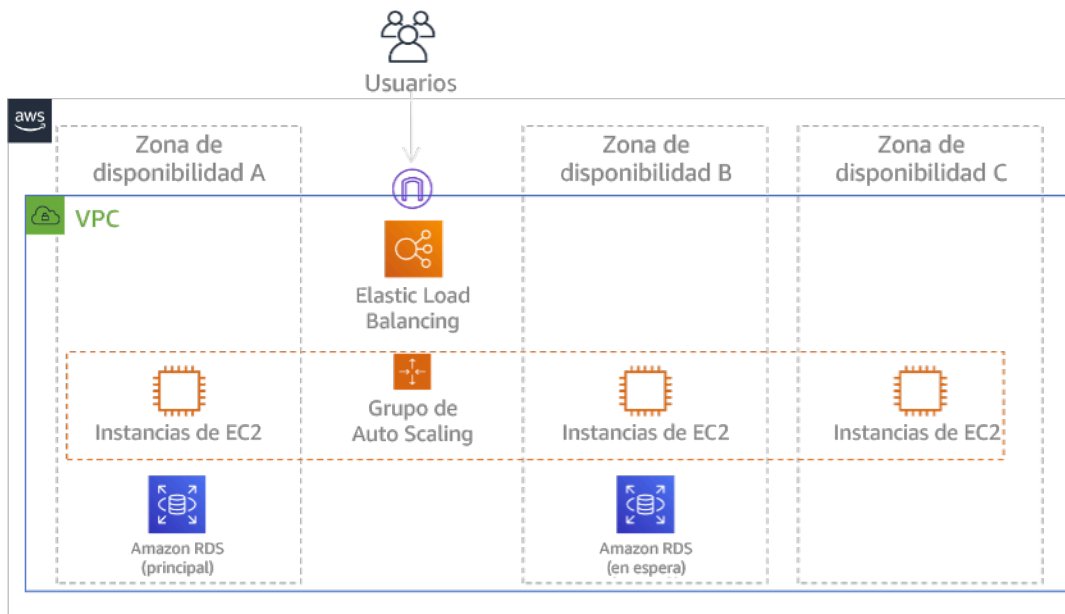 Usuarios
aws
Zona de
disponibilidad A
Zona de
disponibilidad B
Zona de
disponibilidad C
VPC
Elastic Load
Balancing
Instancias de EC2
Grupo de
Auto Scaling
Instancias de EC2
Instancias de EC2
Amazon RDS
(principal)
Amazon RDS
(en espera)